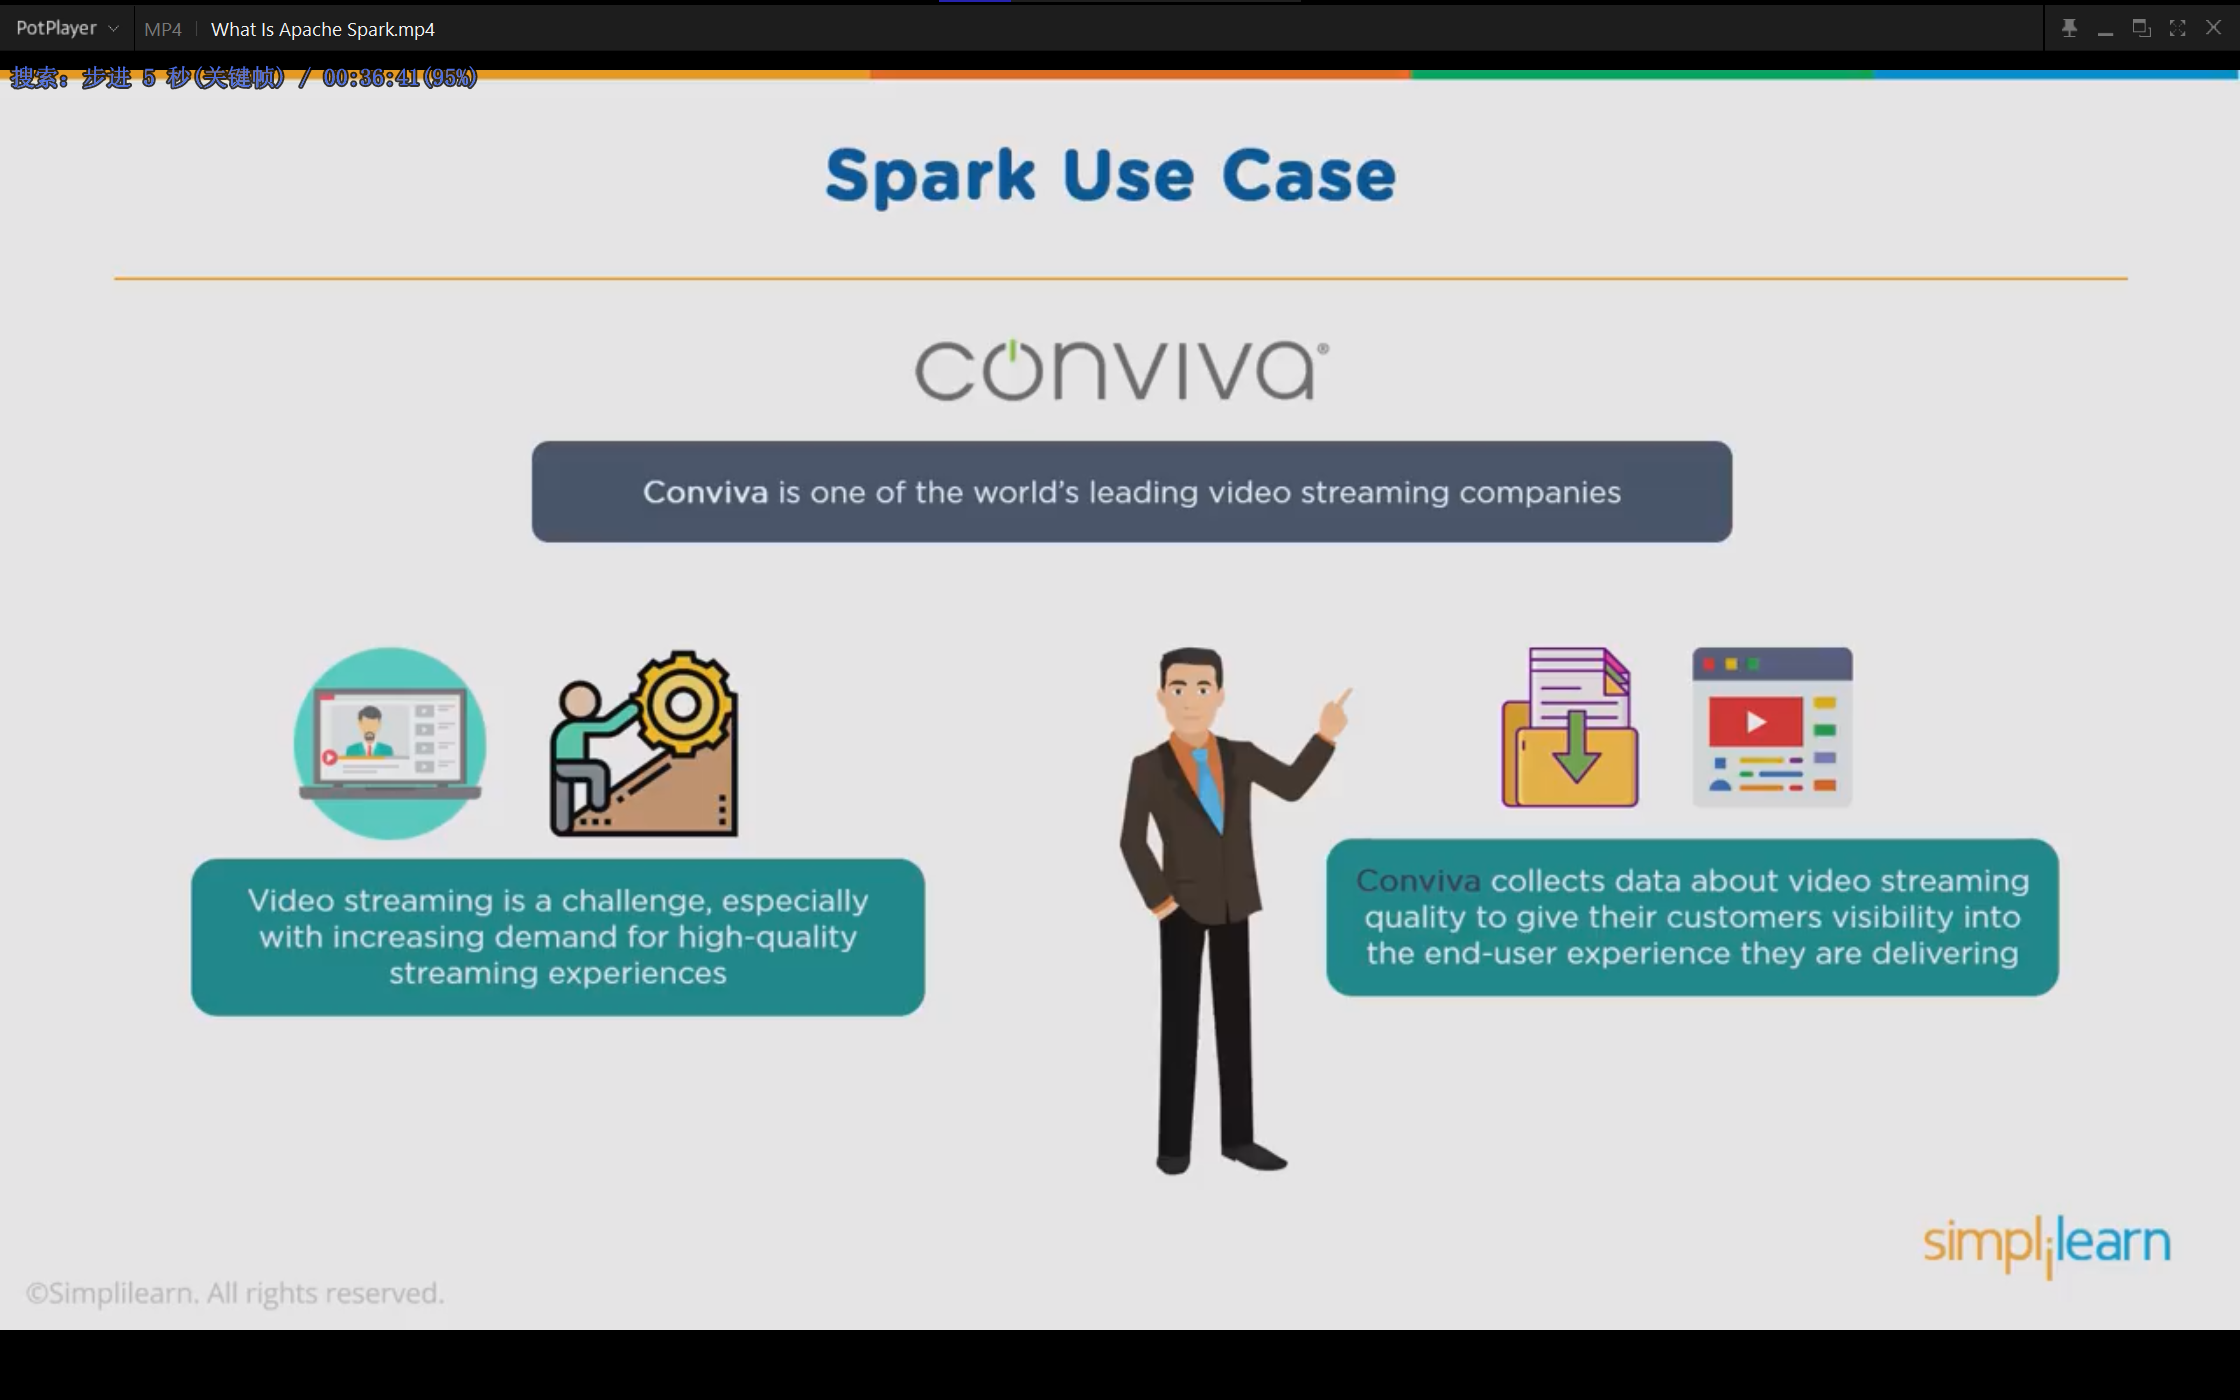 PotPlayer MP4 What Is Apache Spark.mp4
搜索: 步进 5 秒(关键帧) / 00:36:41(95%)
Spark Use Case
conviva®
Conviva is one of the world's leading video streaming companies
Video streaming is a challenge, especially
with increasing demand for high-quality
streaming experiences
Conviva collects data about video streaming
quality to give their customers visibility into
the end-user experience they are delivering
simplilearn
©Simplilearn. All rights reserved.